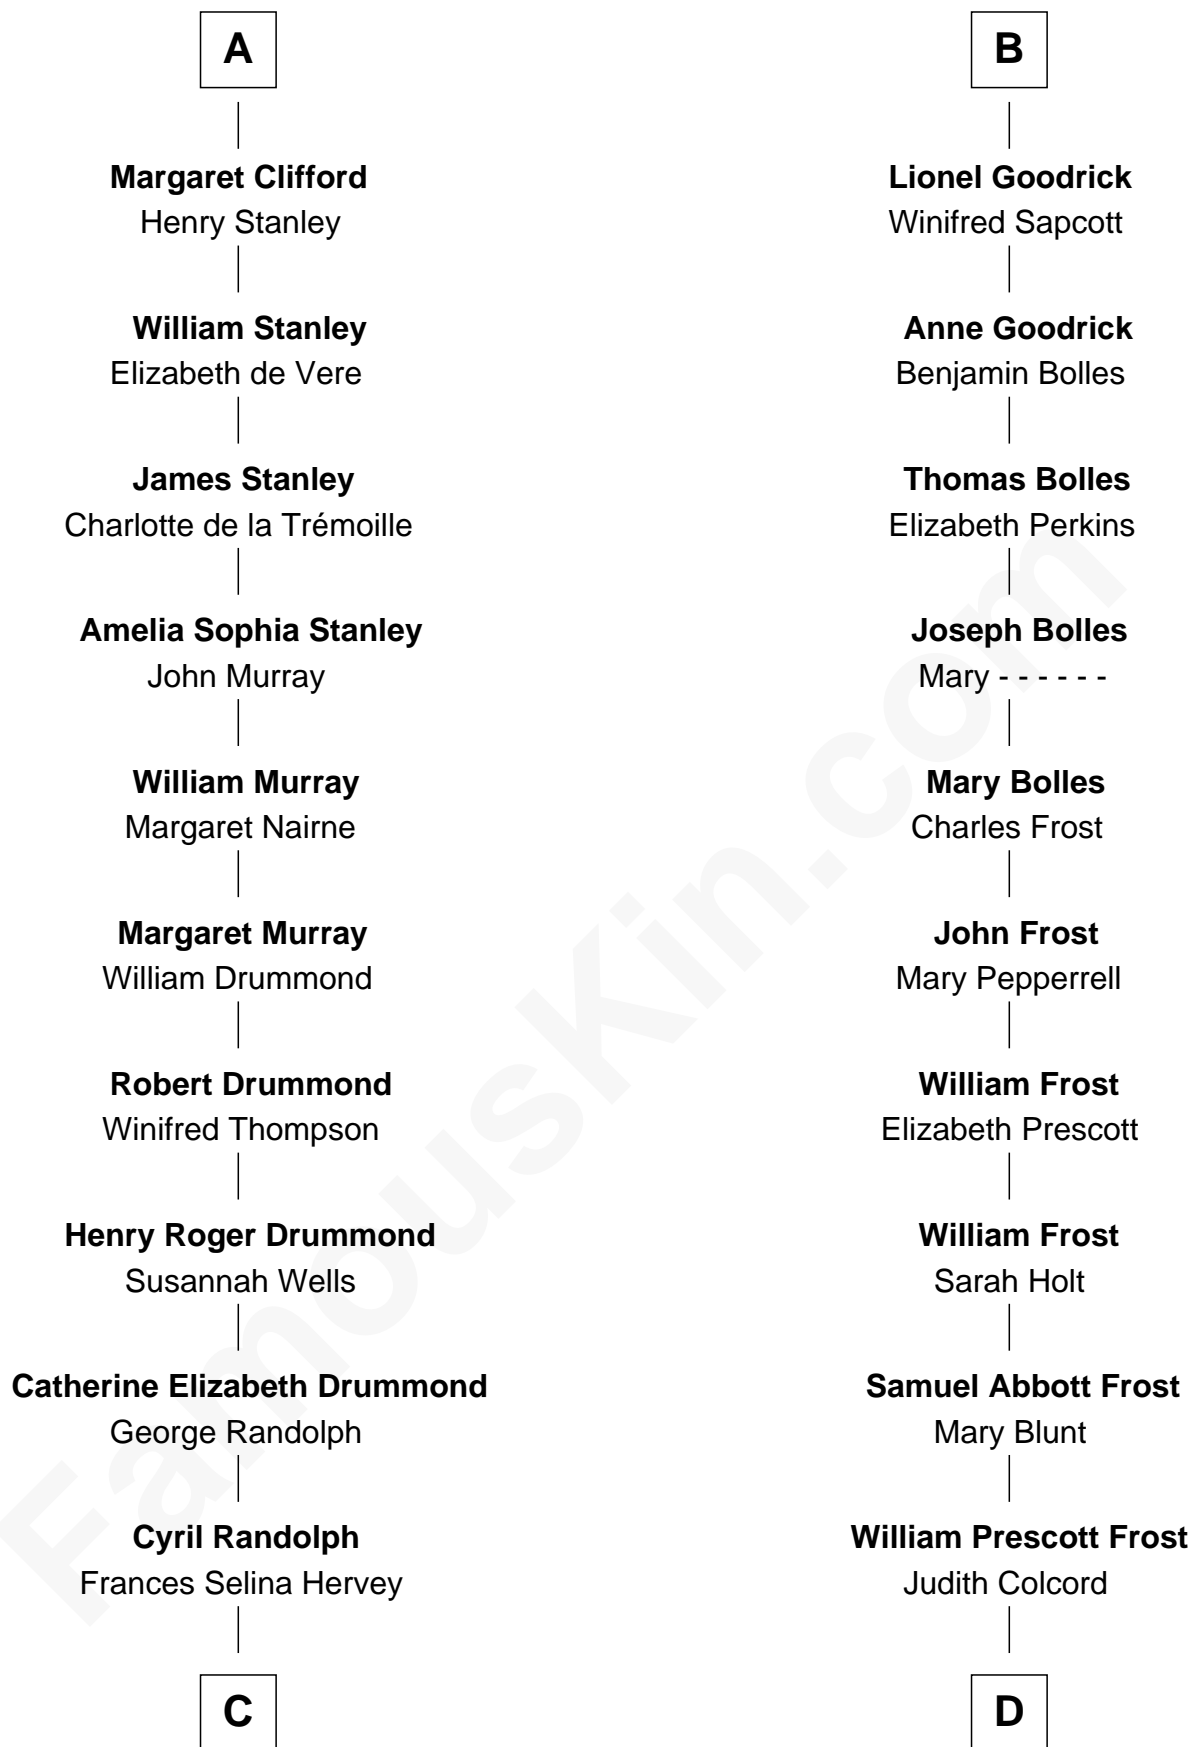 A
Margaret Clifford
Henry Stanley
William Stanley
Elizabeth de Vere
James Stanley
Charlotte de la Trémoille
Amelia Sophia Stanley
John Murray
William Murray
Margaret Nairne
Margaret Murray
William Drummond
Robert Drummond
Winifred Thompson
Henry Roger Drummond
Susannah Wells
Catherine Elizabeth Drummond
George Randolph
Cyril Randolph
Frances Selina Hervey
C
B
Lionel Goodrick
Winifred Sapcott
Anne Goodrick
Benjamin Bolles
Thomas Bolles
Elizabeth Perkins
Joseph Bolles
Mary - - - - - -
Mary Bolles
Charles Frost
John Frost
Mary Pepperrell
William Frost
Elizabeth Prescott
William Frost
Sarah Holt
Samuel Abbott Frost
Mary Blunt
William Prescott Frost
Judith Colcord
D
FamousKin.com